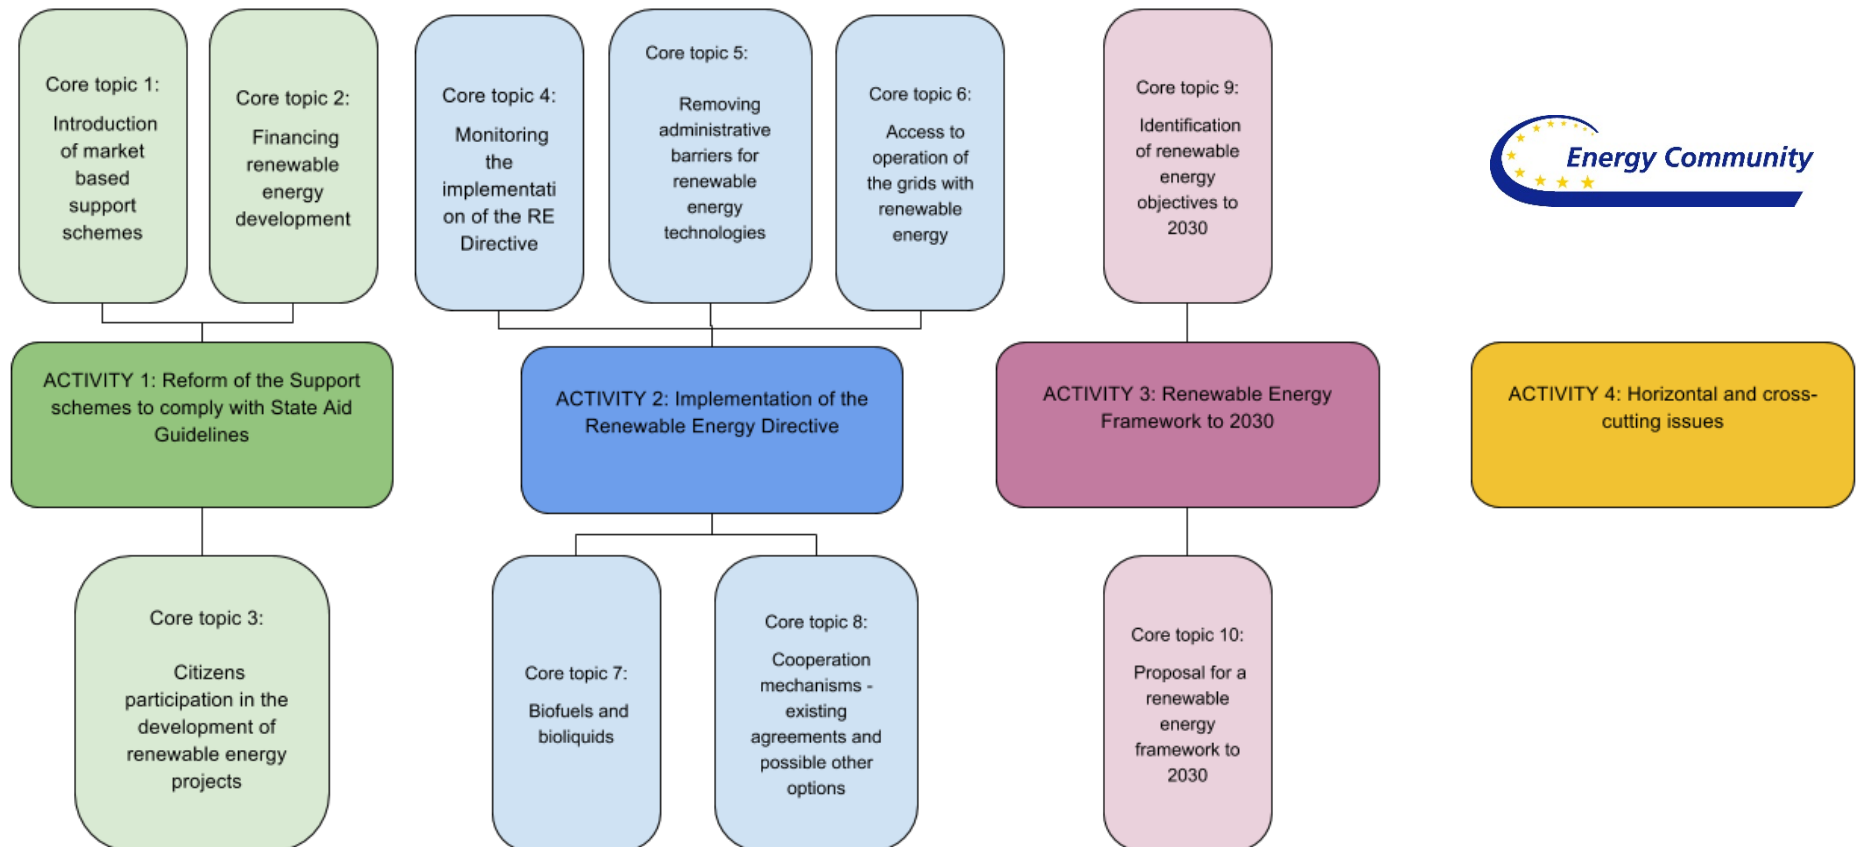 Core topic 1:
Introduction
of market
based
support
schemes
Core topic 2:
Financing
renewable
energy
development
Core topic 4:
Monitoring
the
implementati
on of the RE
Directive
Core topic 5:
Removing
administrative
barriers for
renewable
energy
technologies
Core topic 6:
Access to
operation of
the grids with
renewable
energy
Core topic 9:
Identification
of renewable
energy
objectives to
2030
Energy Community
ACTIVITY 1: Reform of the Support
schemes to comply with State Aid
Guidelines
ACTIVITY 2: Implementation of the
Renewable Energy Directive
ACTIVITY 3: Renewable Energy
Framework to 2030
ACTIVITY 4: Horizontal and cross-
cutting issues
Core topic 3:
Citizens
participation in the
development of
renewable energy
projects
Core topic 7:
Biofuels and
bioliquids
Core topic 8:
Cooperation
mechanisms -
existing
agreements and
possible other
options
Core topic 10:
Proposal for a
renewable
energy
framework to
2030